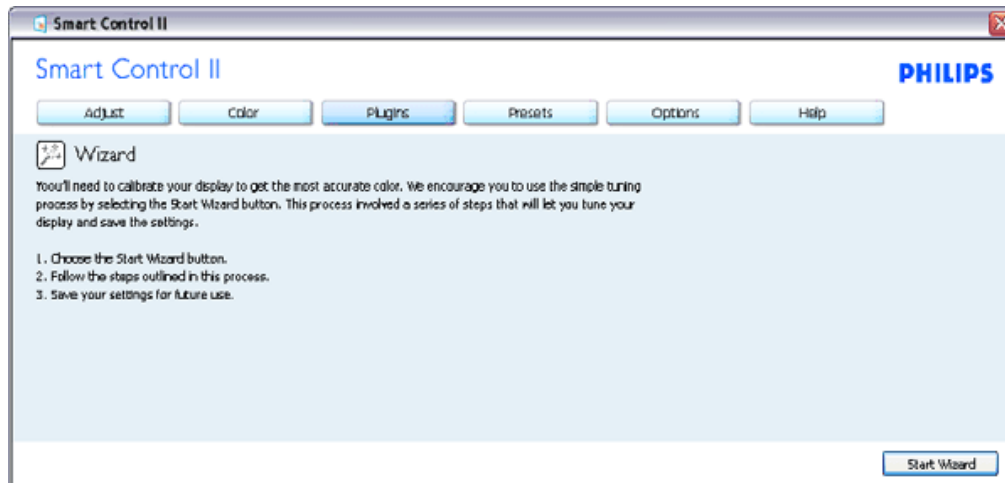 Smart Control II
Smart Control II
PHILIPS
Adjust Color Plugins Presets Options Help
Wizard
Yoou'll need to calibrate your display to get the most accurate color. We encourage you to use the simple tuning
process by selecting the Start Wizard button. This process involved a series of steps that will let you tune your
display and save the settings.
1. Choose the Start Wizard button.
2. Follow the steps outlined in this process.
3. Save your settings for future use.
Start Wizard